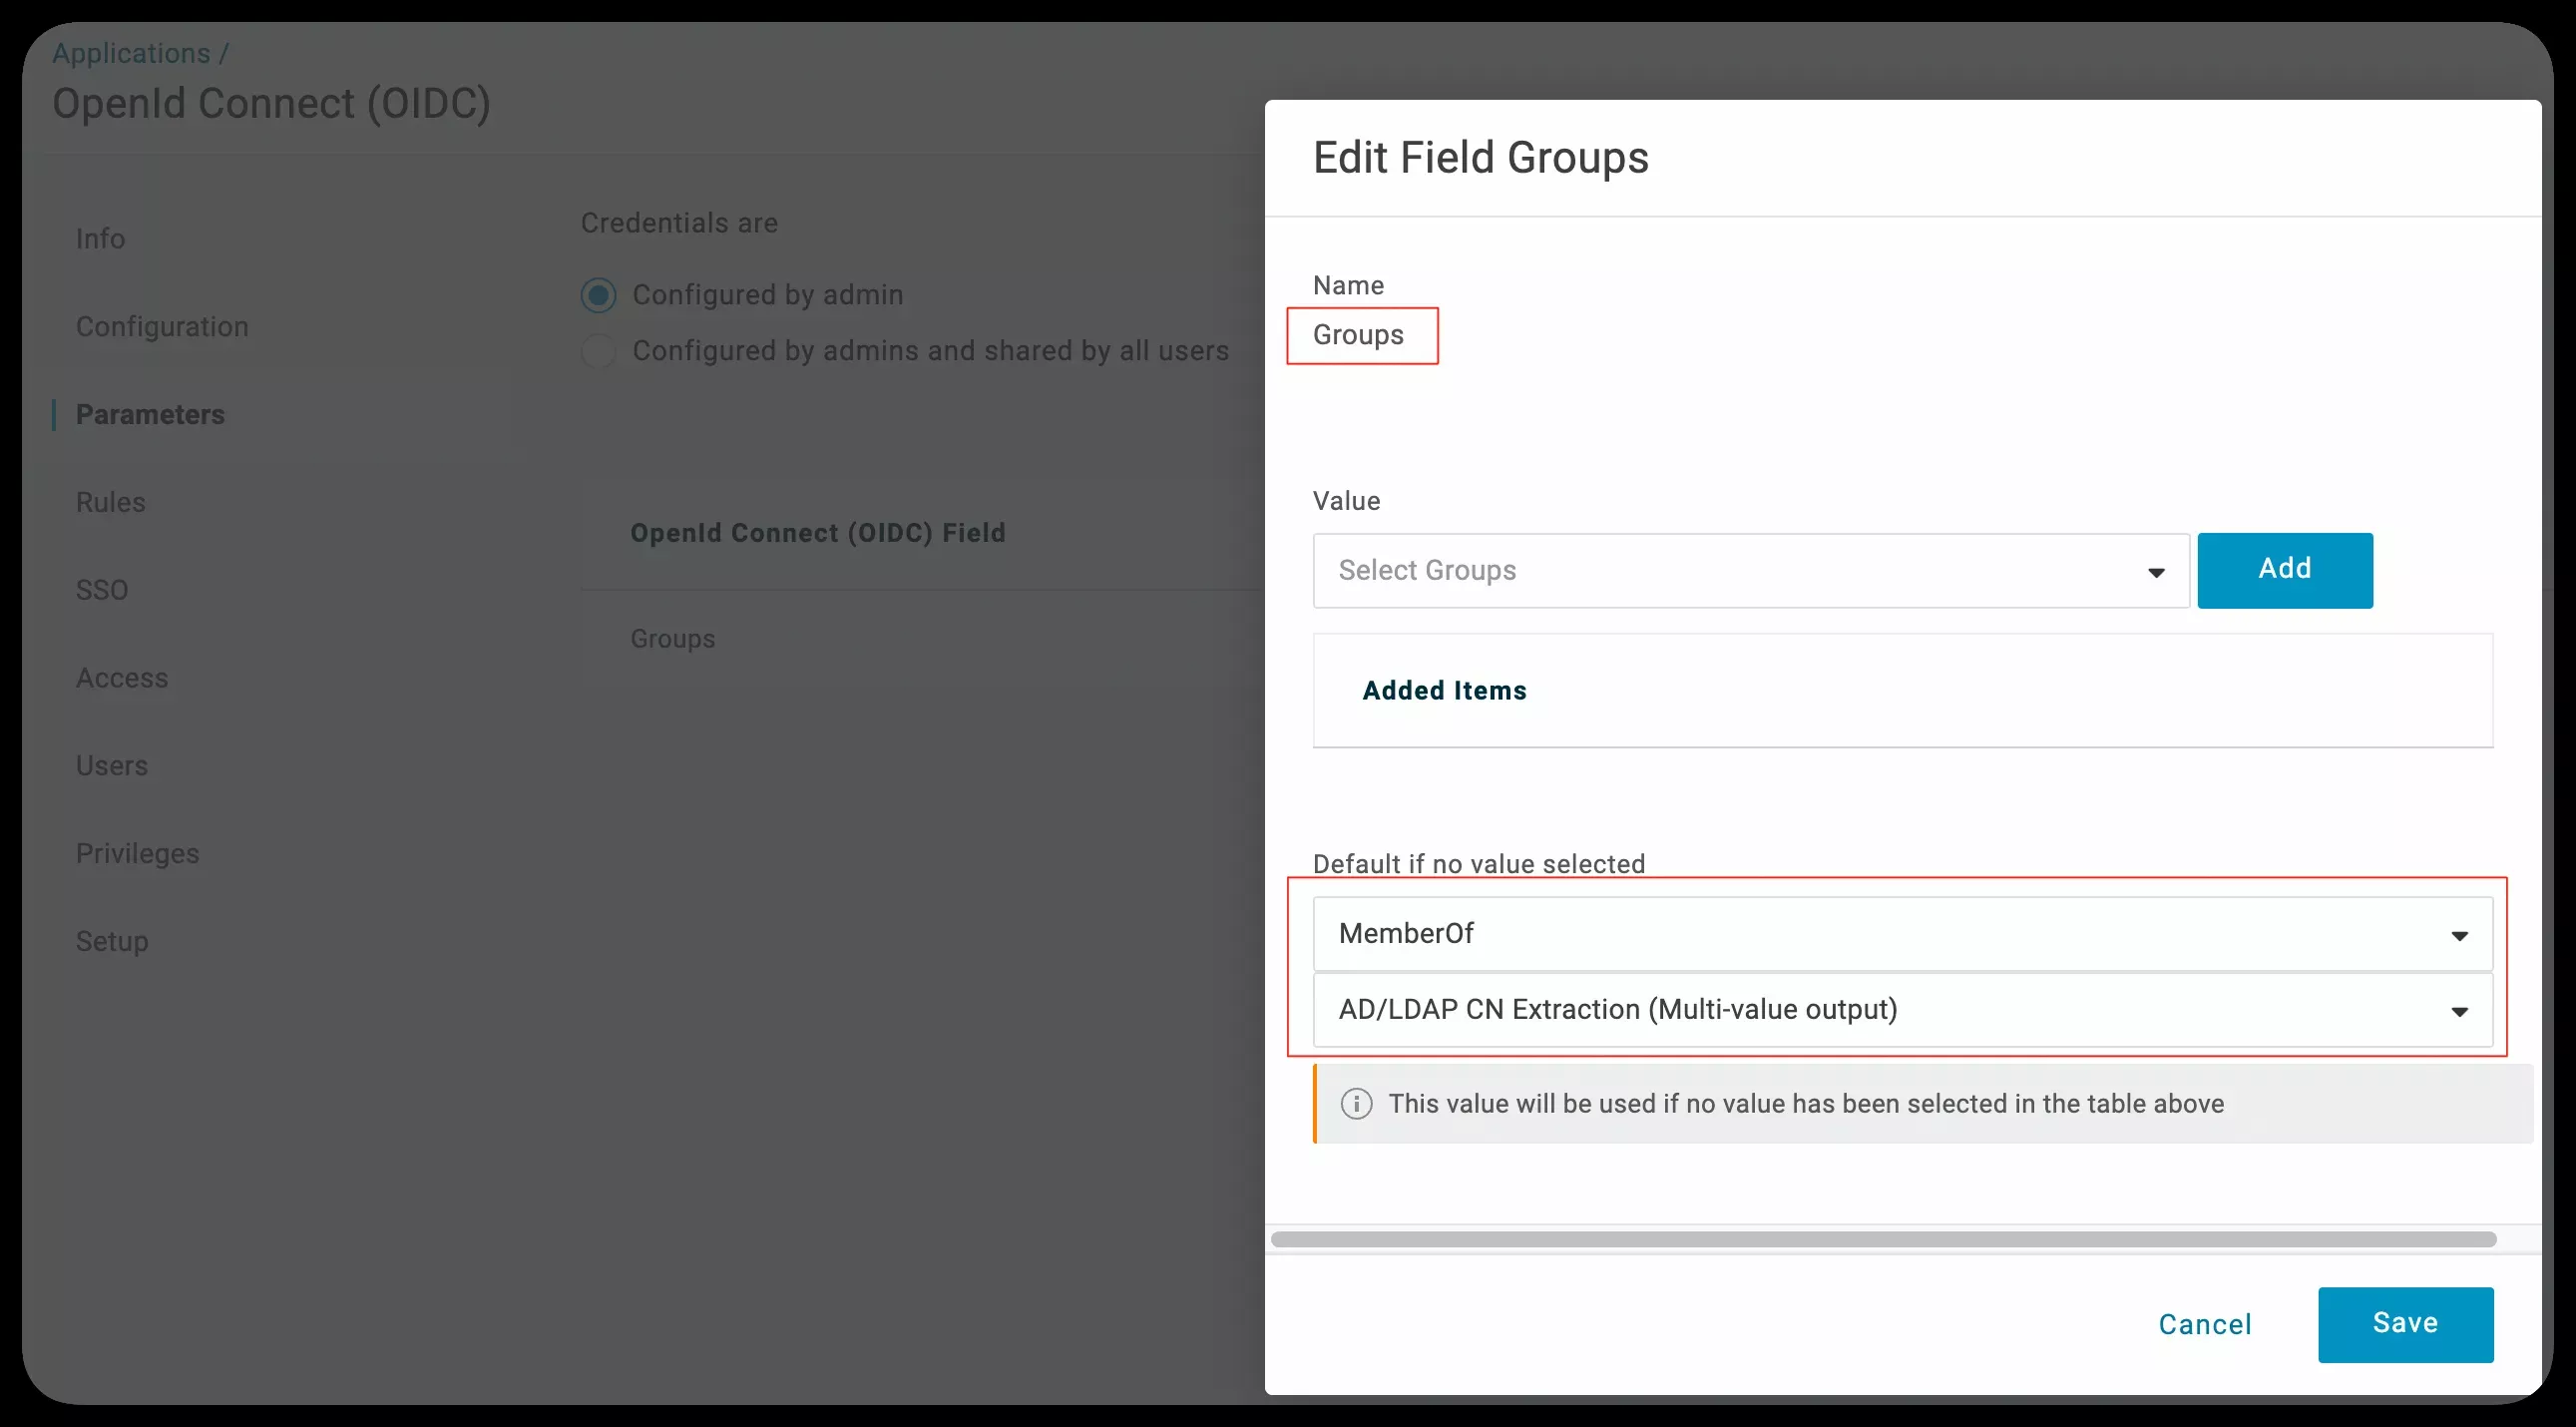 Applications /
OpenId Connect (OIDC)
Info
Configuration
Parameters
Rules
SSO
Access
Users
Privileges
Setup
Credentials are
Configured by admin
Configured by admins and shared by all users
OpenId Connect (OIDC) Field
Groups
Edit Field Groups
Name
Groups
Value
Select Groups
Add
Added Items
Default if no value selected
MemberOf
AD/LDAP CN Extraction (Multi-value output)
This value will be used if no value has been selected in the table above
Cancel
Save